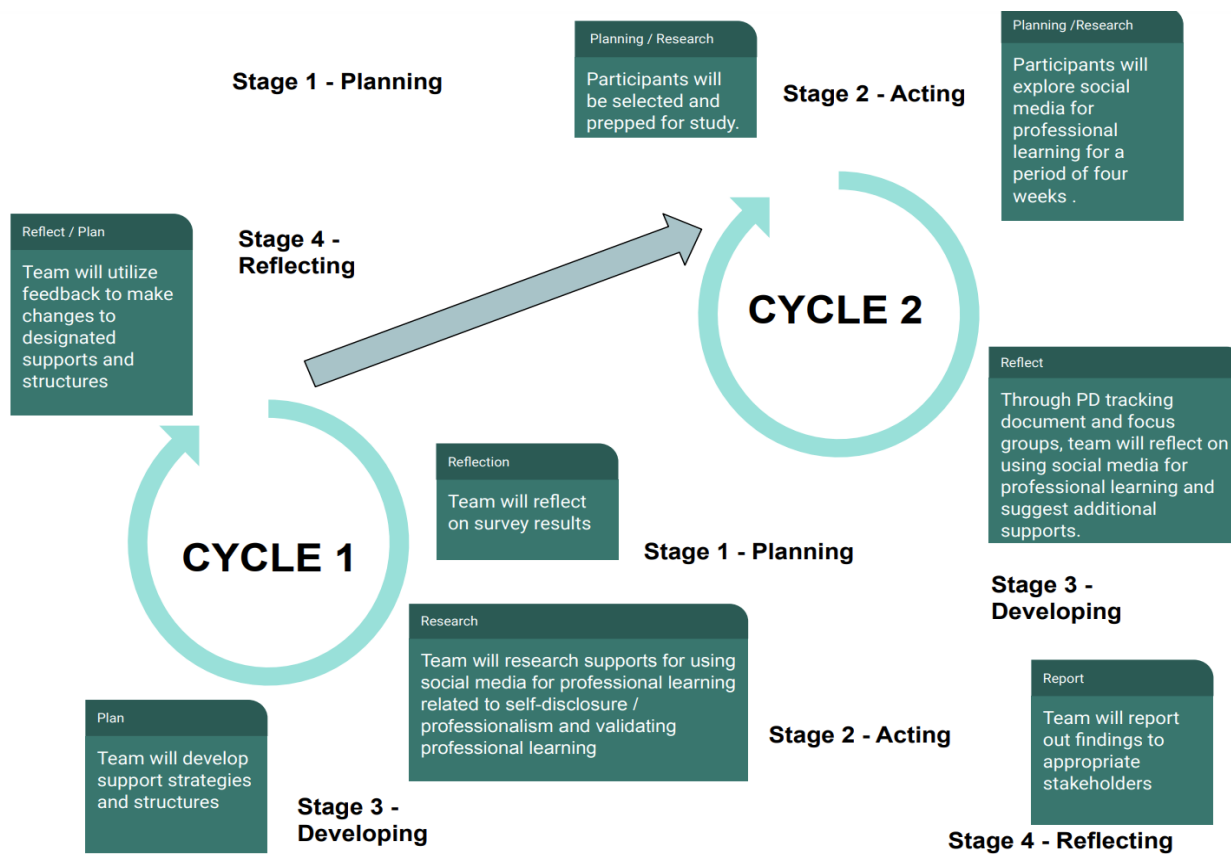 Planning / Research
Participants will
be selected and
prepped for study.
Stage 1 - Planning
Stage 2 - Acting
Planning /Research
Participants will
explore social
media for
professional
learning for a
period of four
weeks .
Reflect / Plan
Team will utilize
feedback to make
changes to
designated
supports and
structures
Stage 4 -
Reflecting
CYCLE 2
Reflect
Through PD tracking
document and focus
groups, team will reflect on
using social media for
professional learning and
suggest additional
supports.
Stage 3 -
Developing
CYCLE 1
Reflection
Team will reflect
on survey results
Stage 1 - Planning
Research
Team will research supports for using
social media for professional learning
related to self-disclosure /
professionalism and validating
professional learning
Stage 2 - Acting
Plan
Team will develop
support strategies
and structures
Stage 3 -
Developing
Report
Team will report
out findings to
appropriate
stakeholders
Stage 4 - Reflecting